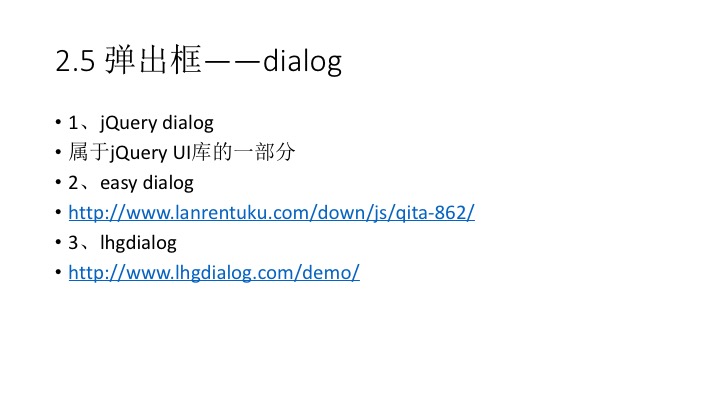 2.5 弹出框——dialog
• 1、jQuery dialog
• 属于jQuery UI库的一部分
• 2、easy dialog
• http://www.lanrentuku.com/down/js/qita-862/
• 3、lhgdialog
• http://www.lhgdialog.com/demo/